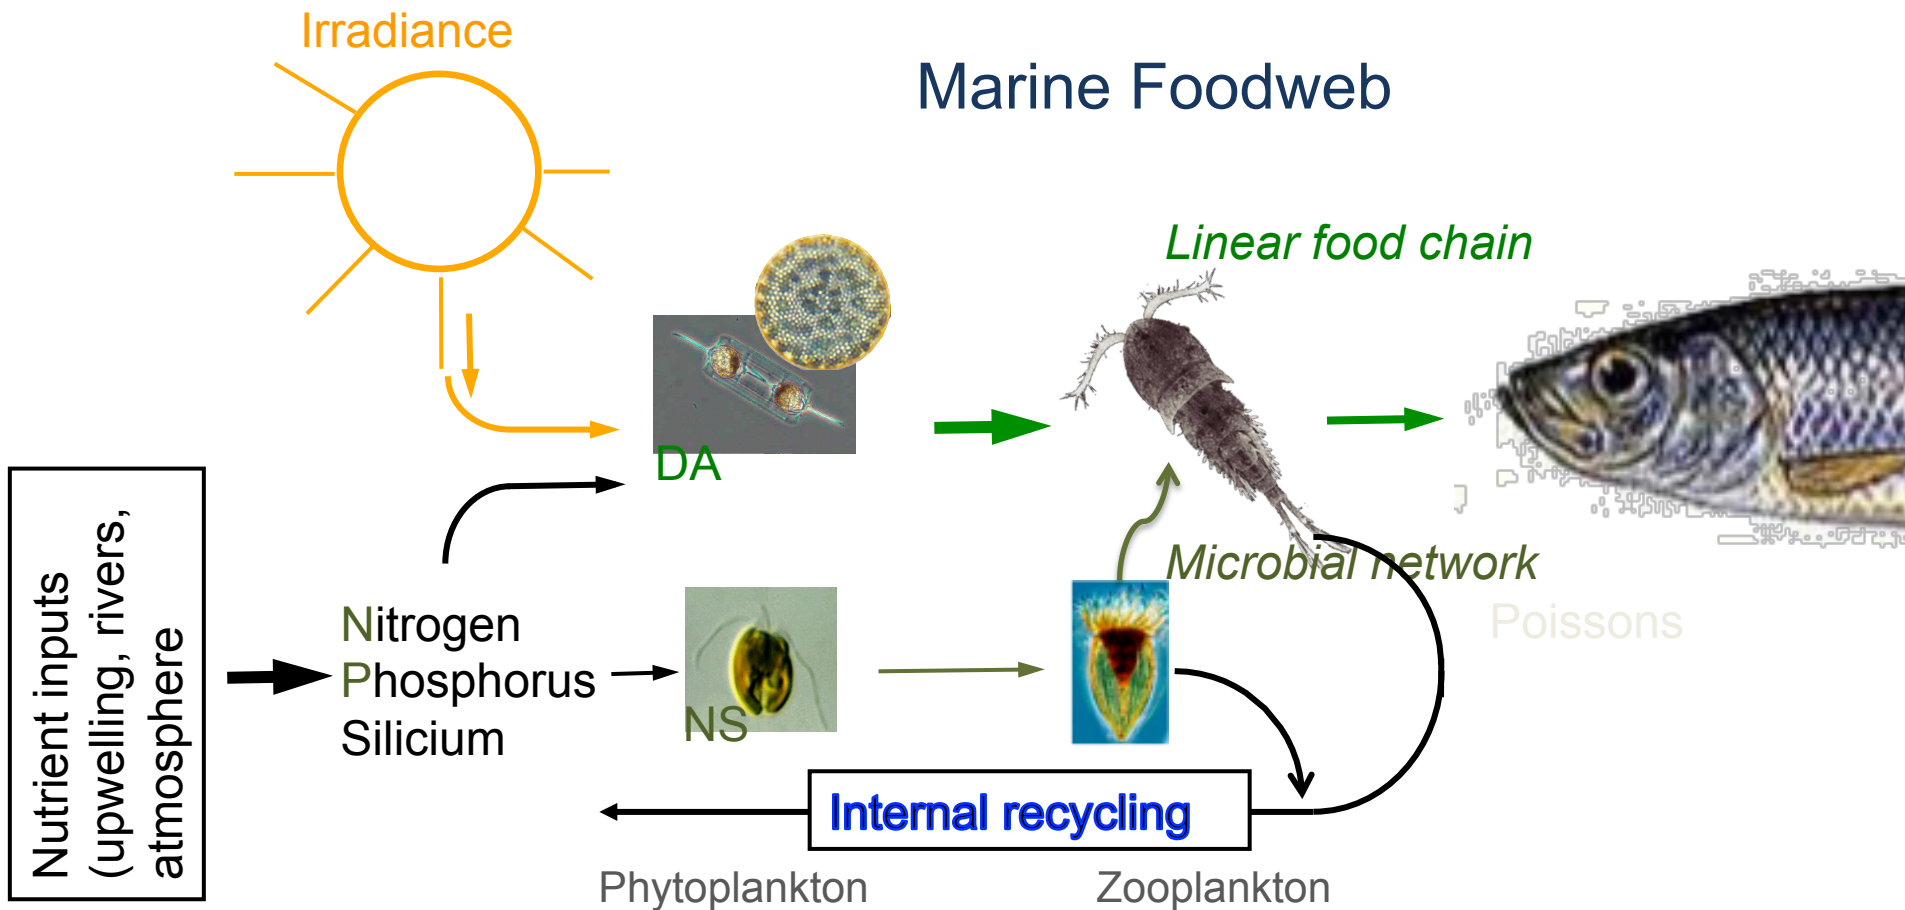 Irradiance
Marine Foodweb
Linear food chain
DA
Nutrient inputs
(upwelling, rivers,
atmosphere
Microbial network
Nitrogen
Phosphorus
Silicium
NS
Poissons
Internal recycling
Phytoplankton
Zooplankton